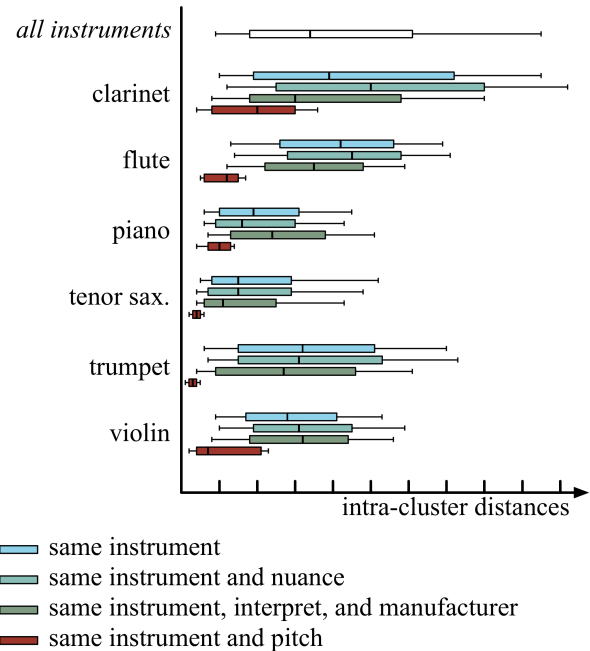 all instruments
clarinet
flute
piano
tenor sax.
trumpet
violin
intra-cluster distances
same instrument
same instrument and nuance
same instrument, interpret, and manufacturer
same instrument and pitch